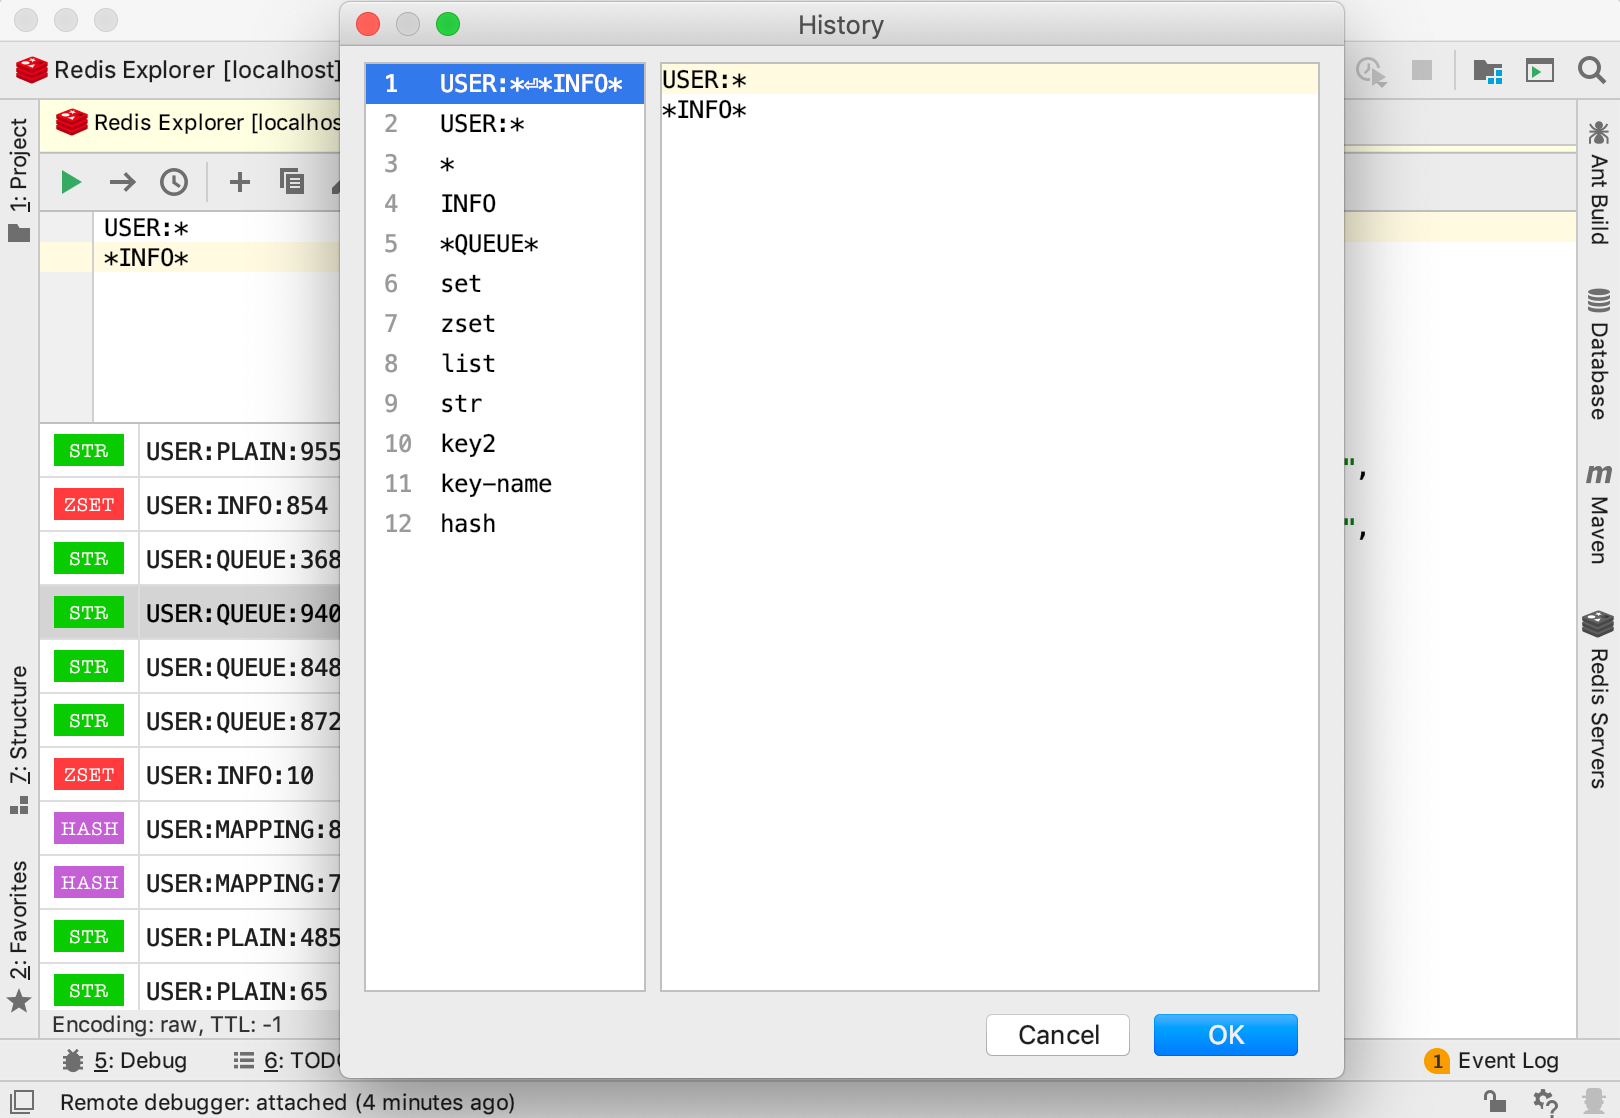 History
Redis Explorer [localhost]
Redis Explorer [localhos
USER:*
*INFO*
STR USER:PLAIN:955
ZSET USER:INFO:854
STR USER:QUEUE:368
STR USER:QUEUE:940
STR USER:QUEUE:848
STR USER:QUEUE:872
ZSET USER:INFO:10
HASH USER:MAPPING:8
HASH USER:MAPPING:7
STR USER:PLAIN:485
STR USER:PLAIN:65
Encoding: raw, TTL: -1
1 USER:*⏎*INFO*
2 USER:*
3 *
4 INFO
5 *QUEUE*
6 set
7 zset
8 list
9 str
10 key2
11 key-name
12 hash
USER:*
*INFO*
Cancel
OK
",
",
1: Project
7: Structure
2: Favorites
Ant Build
Database
m Maven
Redis Servers
5: Debug
6: TODO
1 Event Log
Remote debugger: attached (4 minutes ago)